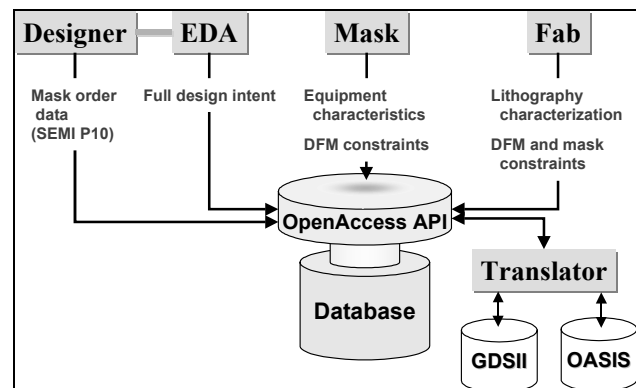 Designer
EDA
Mask
Fab
Mask order
data
(SEMI P10)
Full design intent
Equipment
characteristics
DFM constraints
Lithography
characterization
DFM and mask
constraints
OpenAccess API
Translator
Database
GDSII
OASIS